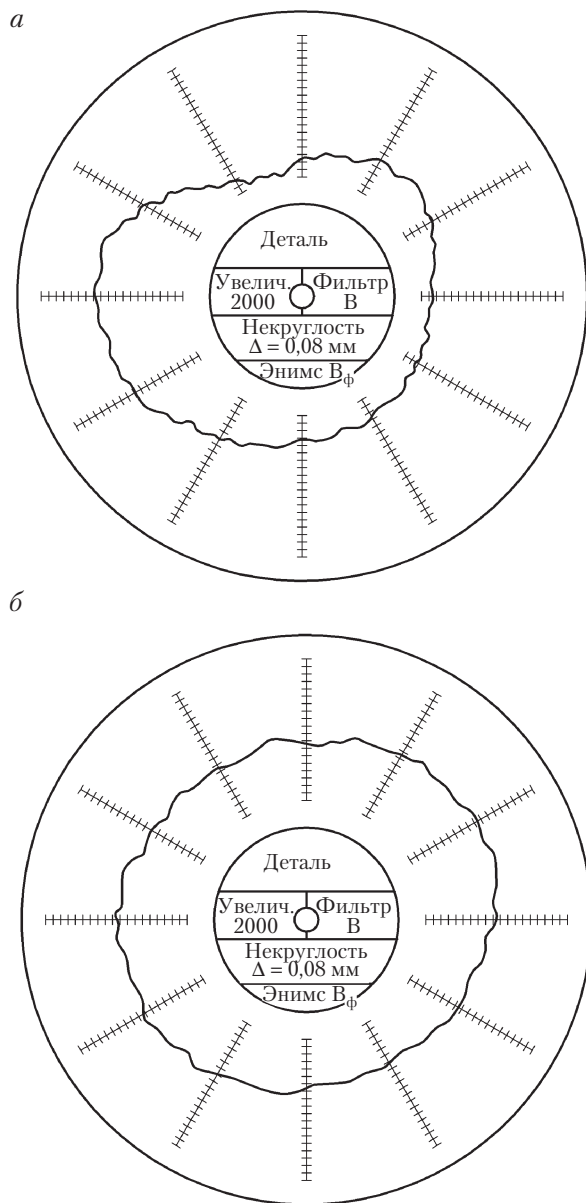 а
Деталь
Увелич. Фильтр
2000 В
Некруглость
Δ = 0,08 мм
Энимс Вф
б
Деталь
Увелич. Фильтр
2000 В
Некруглость
Δ = 0,08 мм
Энимс Вф